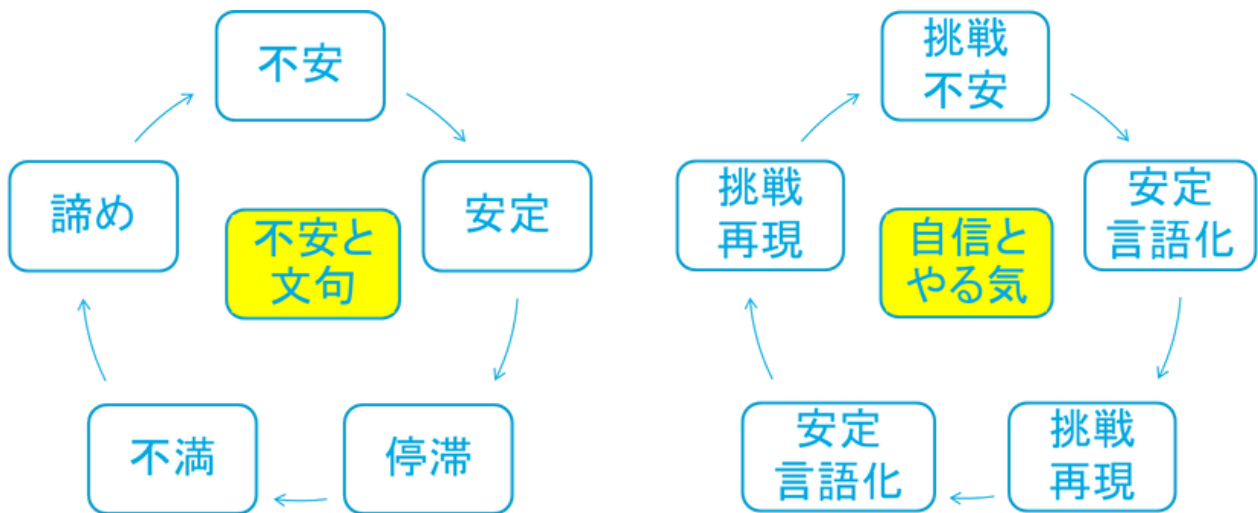 不安
安定
停滞
不満
諦め
不安と
文句
挑戦
不安
安定
言語化
挑戦
再現
安定
言語化
挑戦
再現
自信と
やる気